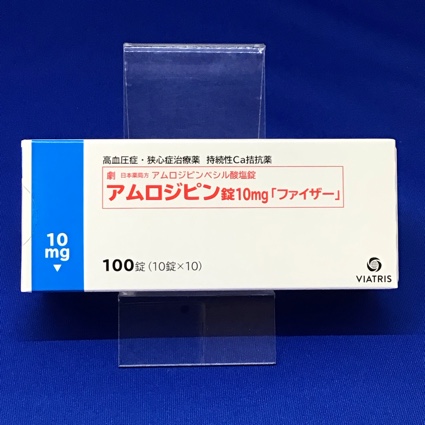 高血圧症・狭心症治療薬 持続性Ca拮抗薬
劇 日本薬局方 アムロジピンベシル酸塩錠
アムロジピン錠10mg「ファイザー」
10
mg
100錠(10錠×10)
VIATRIS